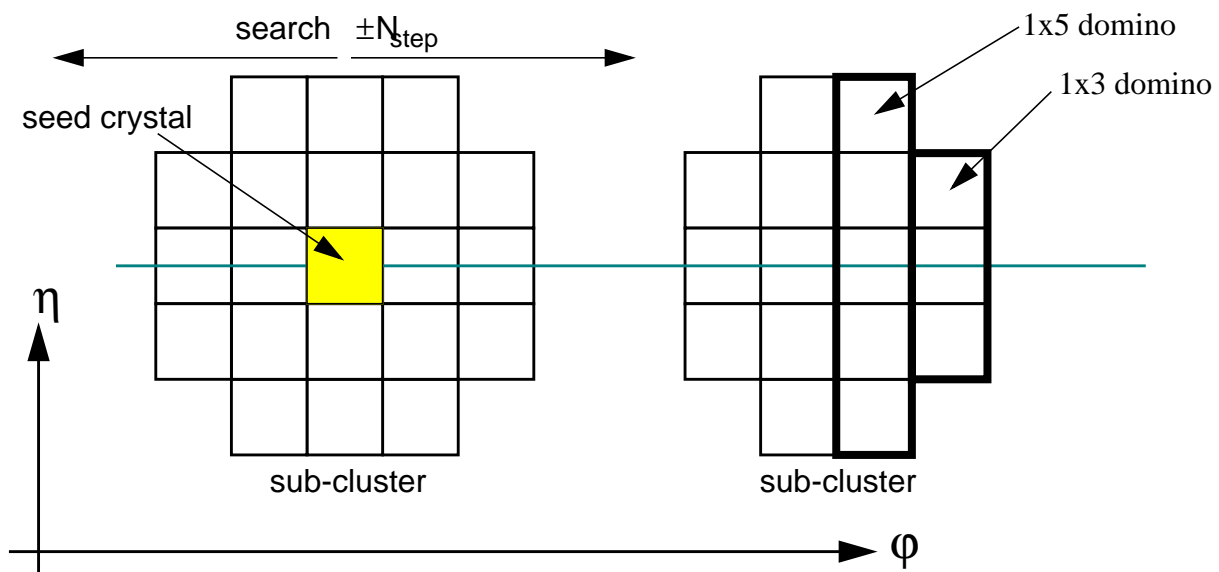 search ±Nstep
1x5 domino
1x3 domino
seed crystal
η
sub-cluster
sub-cluster
φ